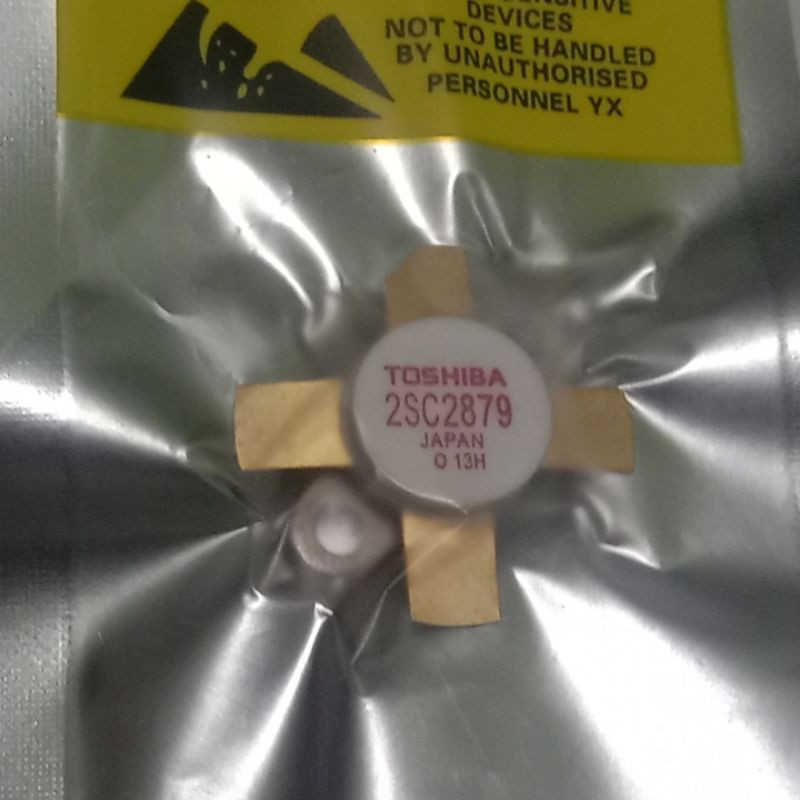 DEVICES
NOT TO BE HANDLED
BY UNAUTHORISED
PERSONNEL YX
TOSHIBA
2SC2879
JAPAN
O 13H